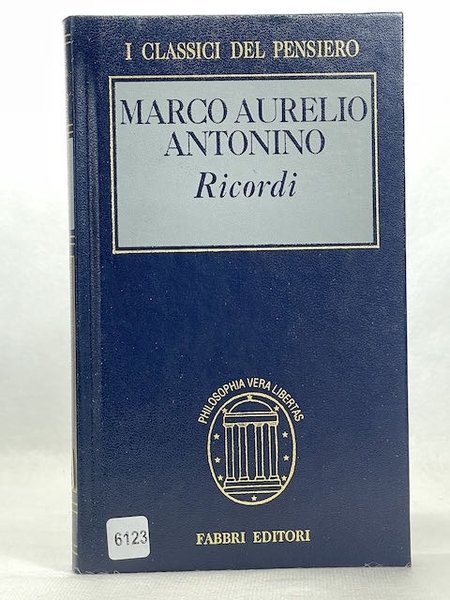 I CLASSICI DEL PENSIERO
MARCO AURELIO
ANTONINO
Ricordi
PHILOSOPHIA VERA LIBERTAS
FABBRI EDITORI
6123